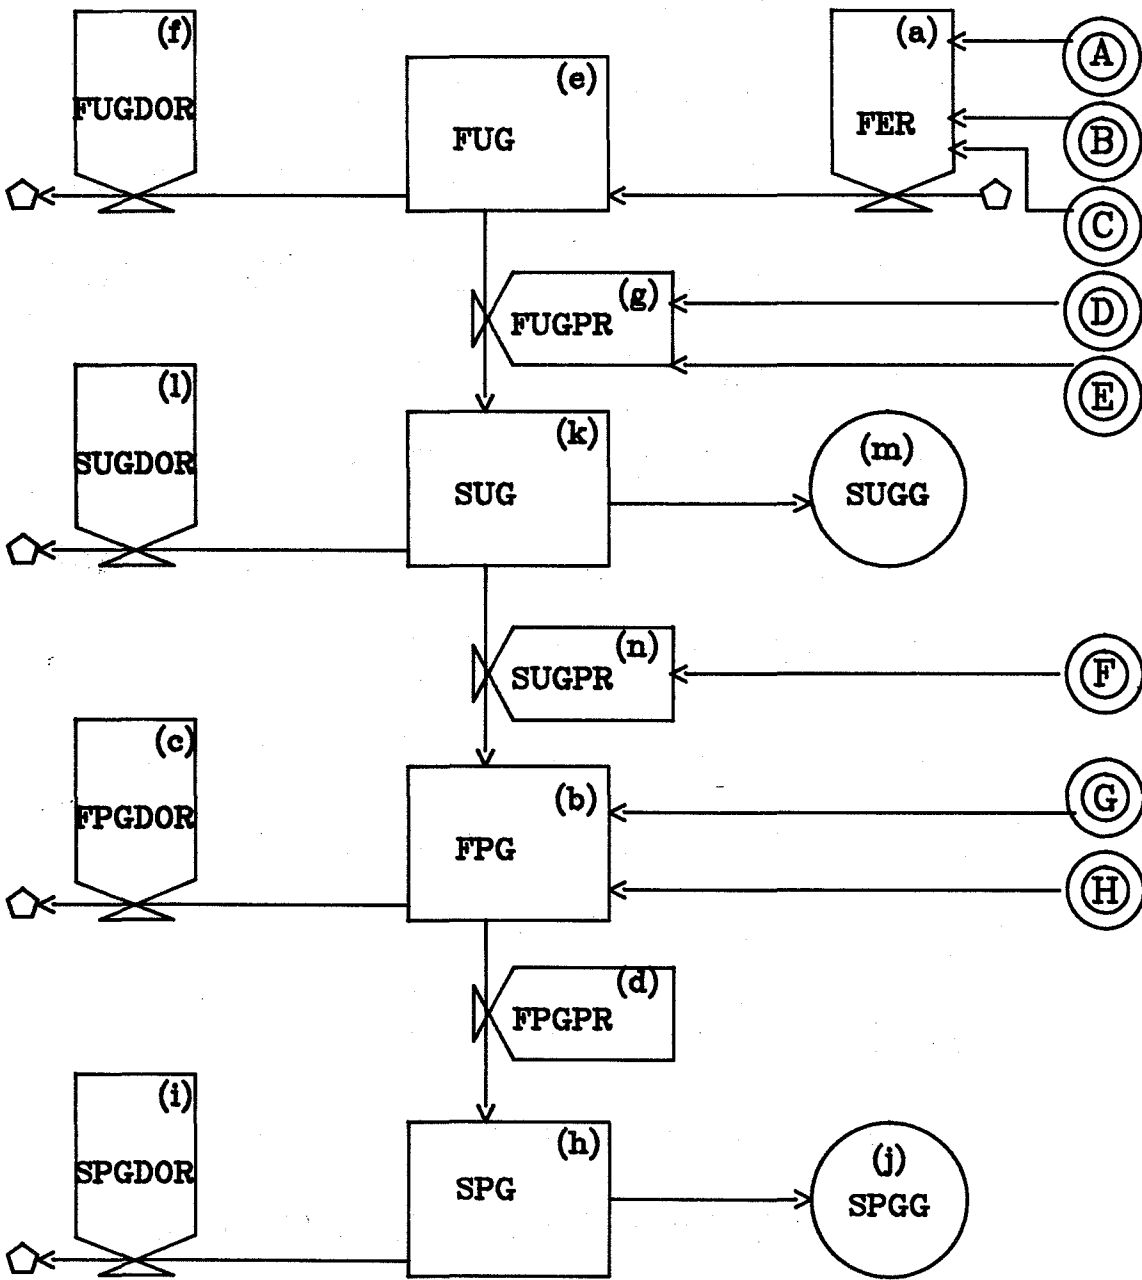 (f)
FUGDOR
(e)
FUG
(a)
FER
A
B
C
(g)
FUGPR
D
E
(l)
SUGDOR
(k)
SUG
(m)
SUGG
(n)
SUGPR
F
(c)
FPGDOR
(b)
FPG
G
H
(d)
FPGPR
(i)
SPGDOR
(h)
SPG
(j)
SPGG